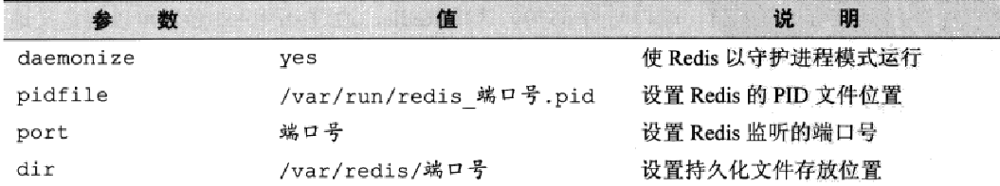 参 数 值 说 明
daemonize yes 使 Redis 以守护进程模式运行
pidfile /var/run/redis_端口号.pid 设置 Redis 的 PID 文件位置
port 端口号 设置 Redis 监听的端口号
dir /var/redis/端口号 设置持久化文件存放位置